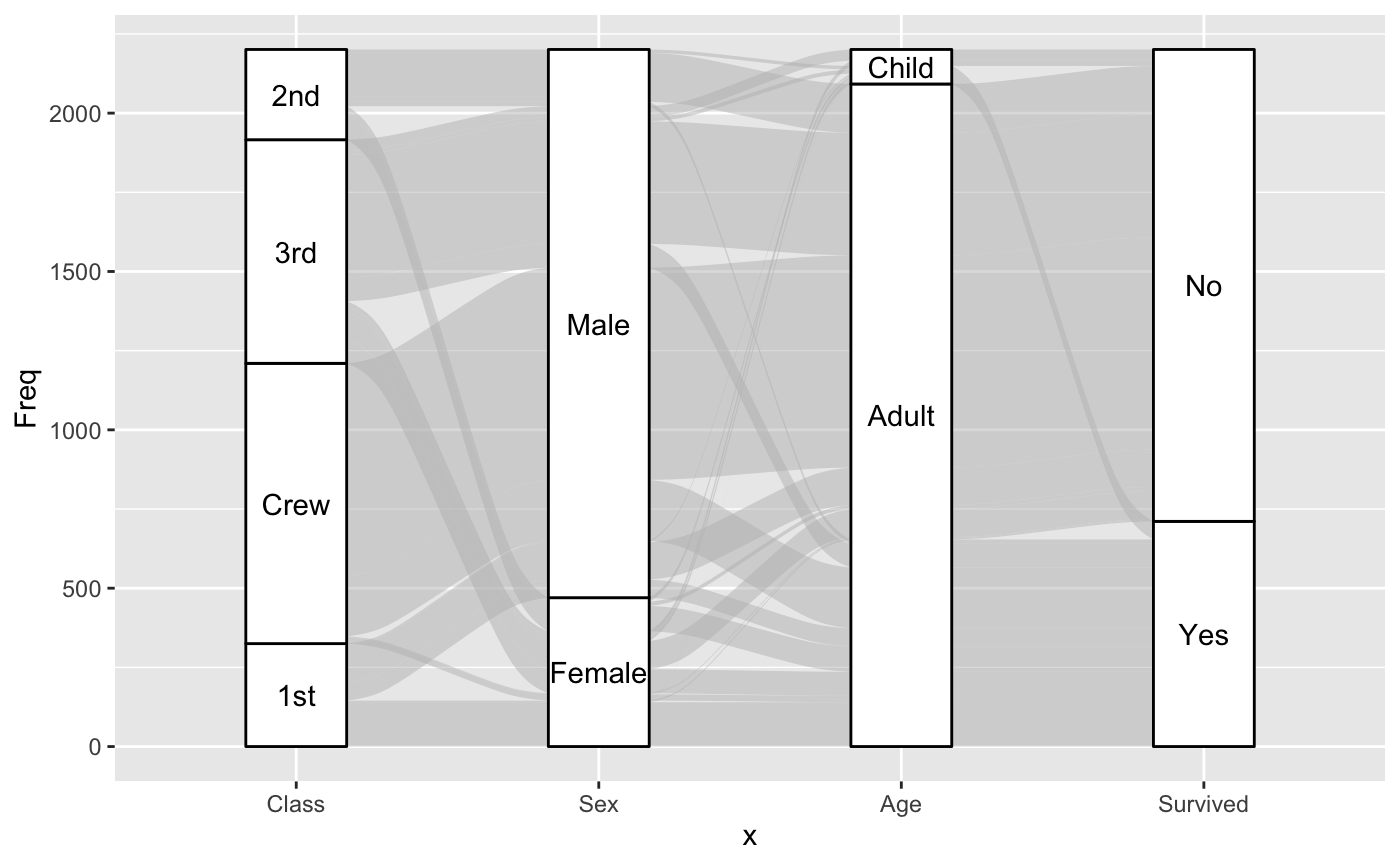 2nd
3rd
Crew
1st
Male
Female
Child
Adult
No
Yes
2000
1500
1000
500
0
Freq
Class
Sex
Age
Survived
x